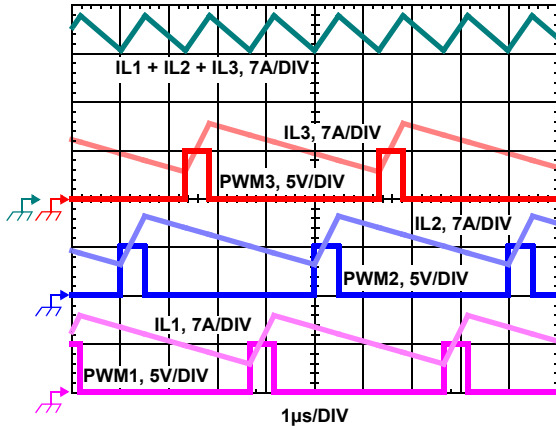 IL1 + IL2 + IL3, 7A/DIV
IL3, 7A/DIV
PWM3, 5V/DIV
IL2, 7A/DIV
PWM2, 5V/DIV
IL1, 7A/DIV
PWM1, 5V/DIV
1µs/DIV